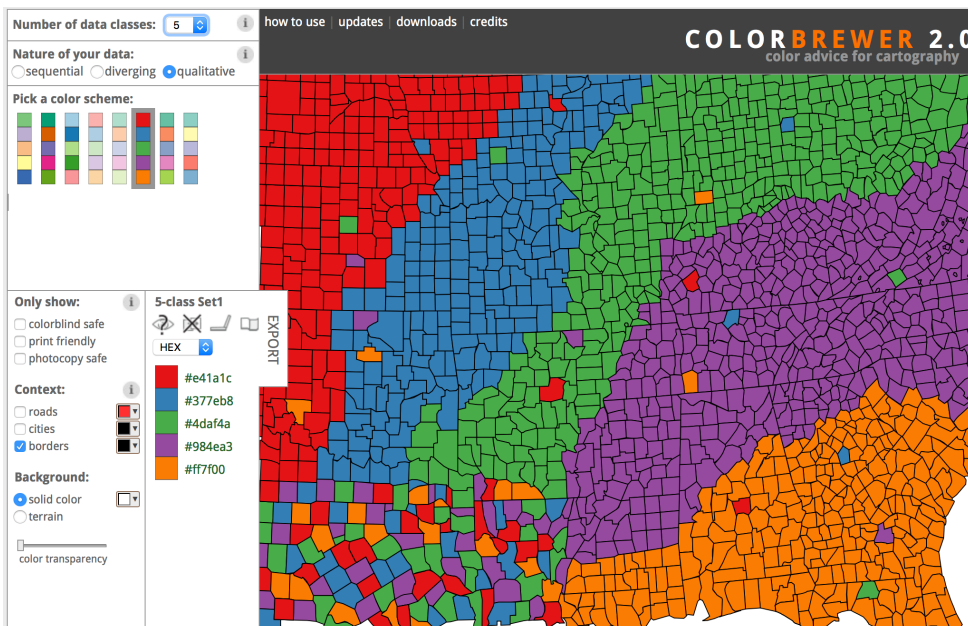 Number of data classes: 5 i
how to use | updates | downloads | credits
COLORBREWER 2.0
color advice for cartography
Nature of your data: i
sequential diverging qualitative
Pick a color scheme:
Only show: i
colorblind safe
print friendly
photocopy safe
Context: i
roads
cities
borders
Background:
solid color
terrain
color transparency
5-class Set1
EXPORT
HEX
#e41a1c
#377eb8
#4daf4a
#984ea3
#ff7f00